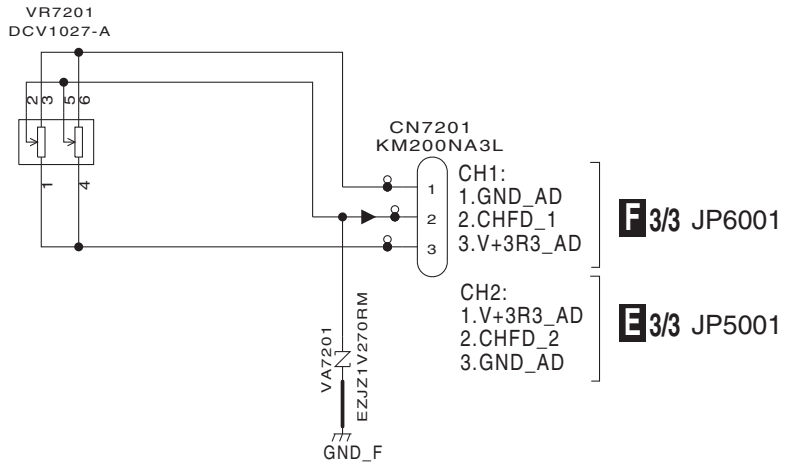 VR7201
DCV1027-A
2 3 5 6
1 4
CN7201
KM200NA3L
1
2
3
CH1:
1.GND_AD
2.CHFD_1
3.V+3R3_AD
F 3/3 JP6001
CH2:
1.V+3R3_AD
2.CHFD_2
3.GND_AD
E 3/3 JP5001
VA7201
EZJZ1V270RM
GND_F